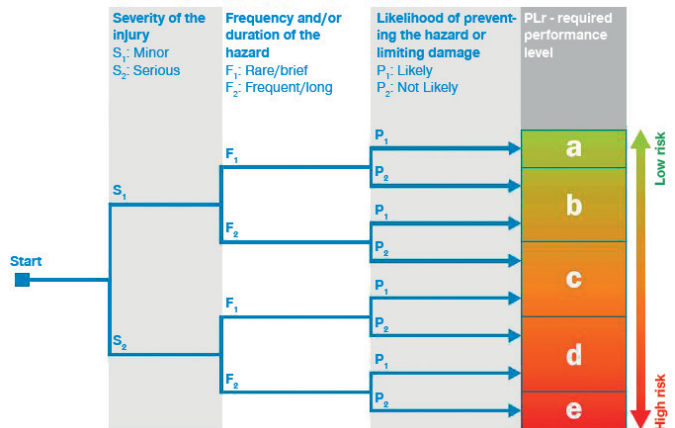 Severity of the
injury
S₁: Minor
S₂: Serious
Frequency and/or
duration of the
hazard
F₁: Rare/brief
F₂: Frequent/long
Likelihood of prevent-
ing the hazard or
limiting damage
P₁: Likely
P₂: Not Likely
PLr - required
performance
level
Start
S₁
S₂
F₁
F₂
F₁
F₂
P₁
P₂
P₁
P₂
P₁
P₂
P₁
P₂
a
b
c
d
e
Low risk
High risk